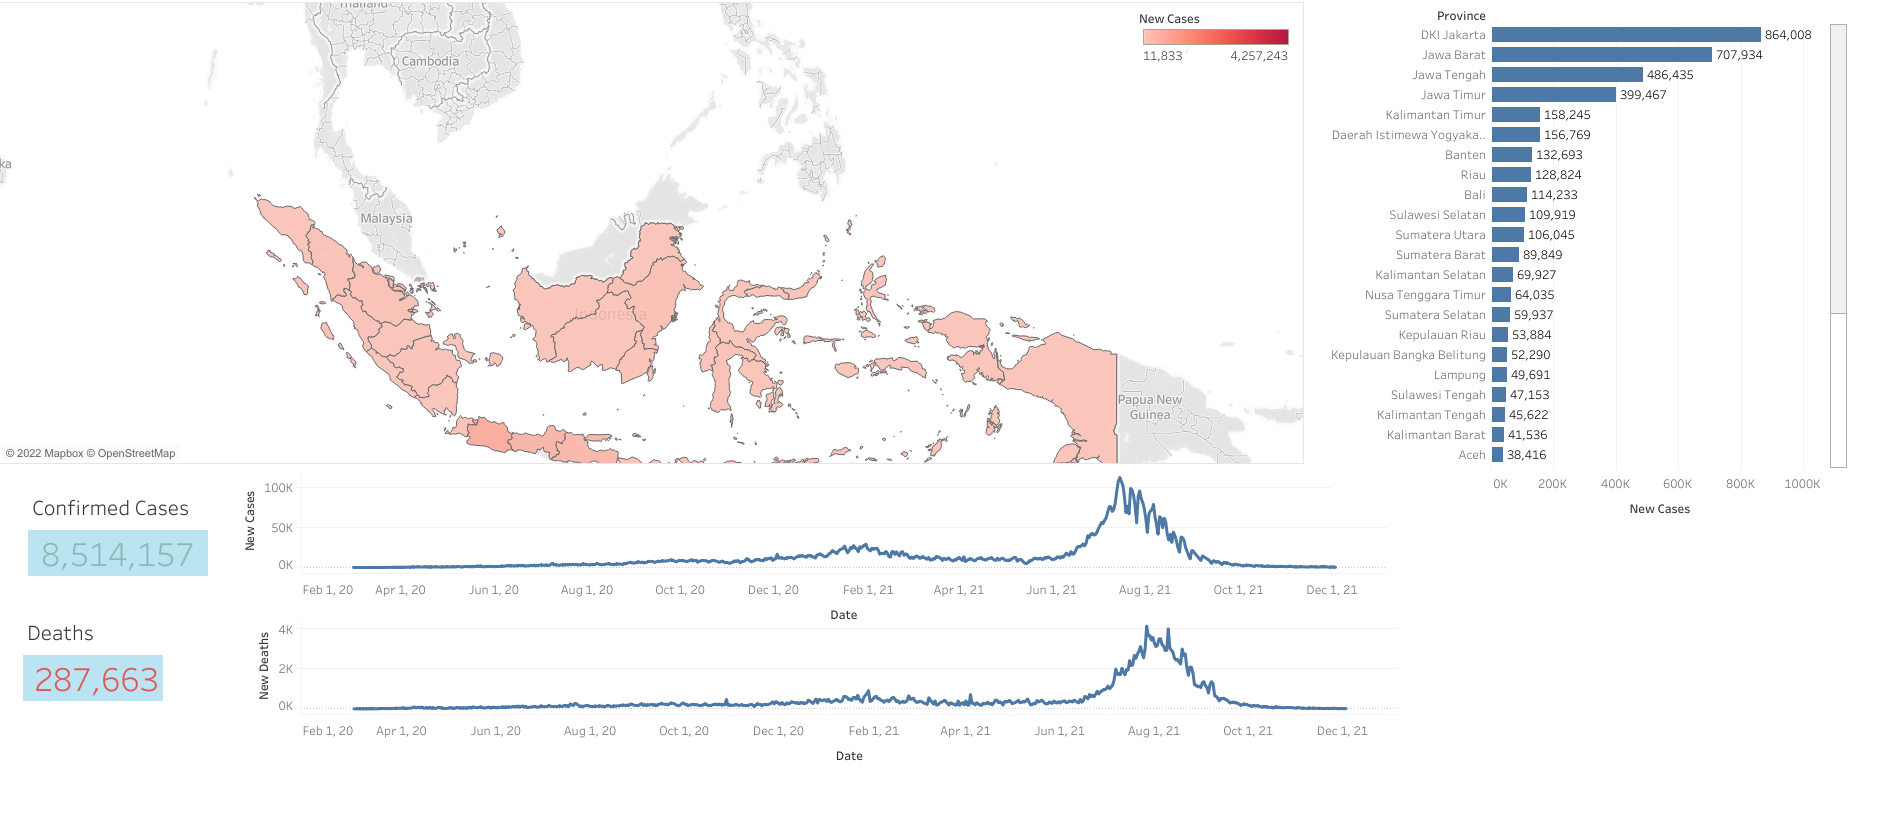 Thailand
Cambodia
ka
Malaysia
Indonesia
Papua New
Guinea
New Cases
11,833 4,257,243
© 2022 Mapbox © OpenStreetMap
Province
DKI Jakarta 864,008
Jawa Barat 707,934
Jawa Tengah 486,435
Jawa Timur 399,467
Kalimantan Timur 158,245
Daerah Istimewa Yogyaka.. 156,769
Banten 132,693
Riau 128,824
Bali 114,233
Sulawesi Selatan 109,919
Sumatera Utara 106,045
Sumatera Barat 89,849
Kalimantan Selatan 69,927
Nusa Tenggara Timur 64,035
Sumatera Selatan 59,937
Kepulauan Riau 53,884
Kepulauan Bangka Belitung 52,290
Lampung 49,691
Sulawesi Tengah 47,153
Kalimantan Tengah 45,622
Kalimantan Barat 41,536
Aceh 38,416
0K 200K 400K 600K 800K 1000K
New Cases
Confirmed Cases
8,514,157
Deaths
287,663
New Cases
100K
50K
0K
Feb 1, 20 Apr 1, 20 Jun 1, 20 Aug 1, 20 Oct 1, 20 Dec 1, 20 Feb 1, 21 Apr 1, 21 Jun 1, 21 Aug 1, 21 Oct 1, 21 Dec 1, 21
Date
New Deaths
4K
2K
0K
Feb 1, 20 Apr 1, 20 Jun 1, 20 Aug 1, 20 Oct 1, 20 Dec 1, 20 Feb 1, 21 Apr 1, 21 Jun 1, 21 Aug 1, 21 Oct 1, 21 Dec 1, 21
Date